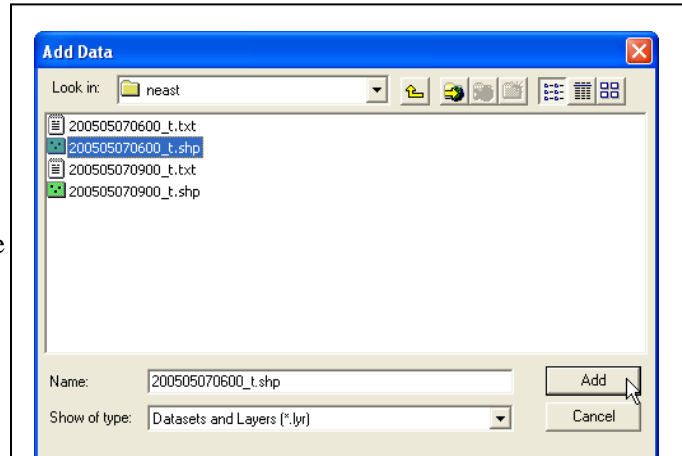 Add Data
Look in: neast
200505070600_t.txt
200505070600_t.shp
200505070900_t.txt
200505070900_t.shp
e
Name: 200505070600_t.shp Add
Show of type: Datasets and Layers (*.lyr) Cancel